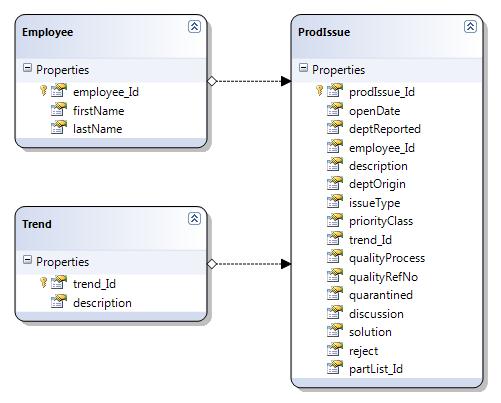 Employee
Properties
employee_Id
firstName
lastName
Trend
Properties
trend_Id
description
ProdIssue
Properties
prodIssue_Id
openDate
deptReported
employee_Id
description
deptOrigin
issueType
priorityClass
trend_Id
qualityProcess
qualityRefNo
quarantined
discussion
solution
reject
partList_Id